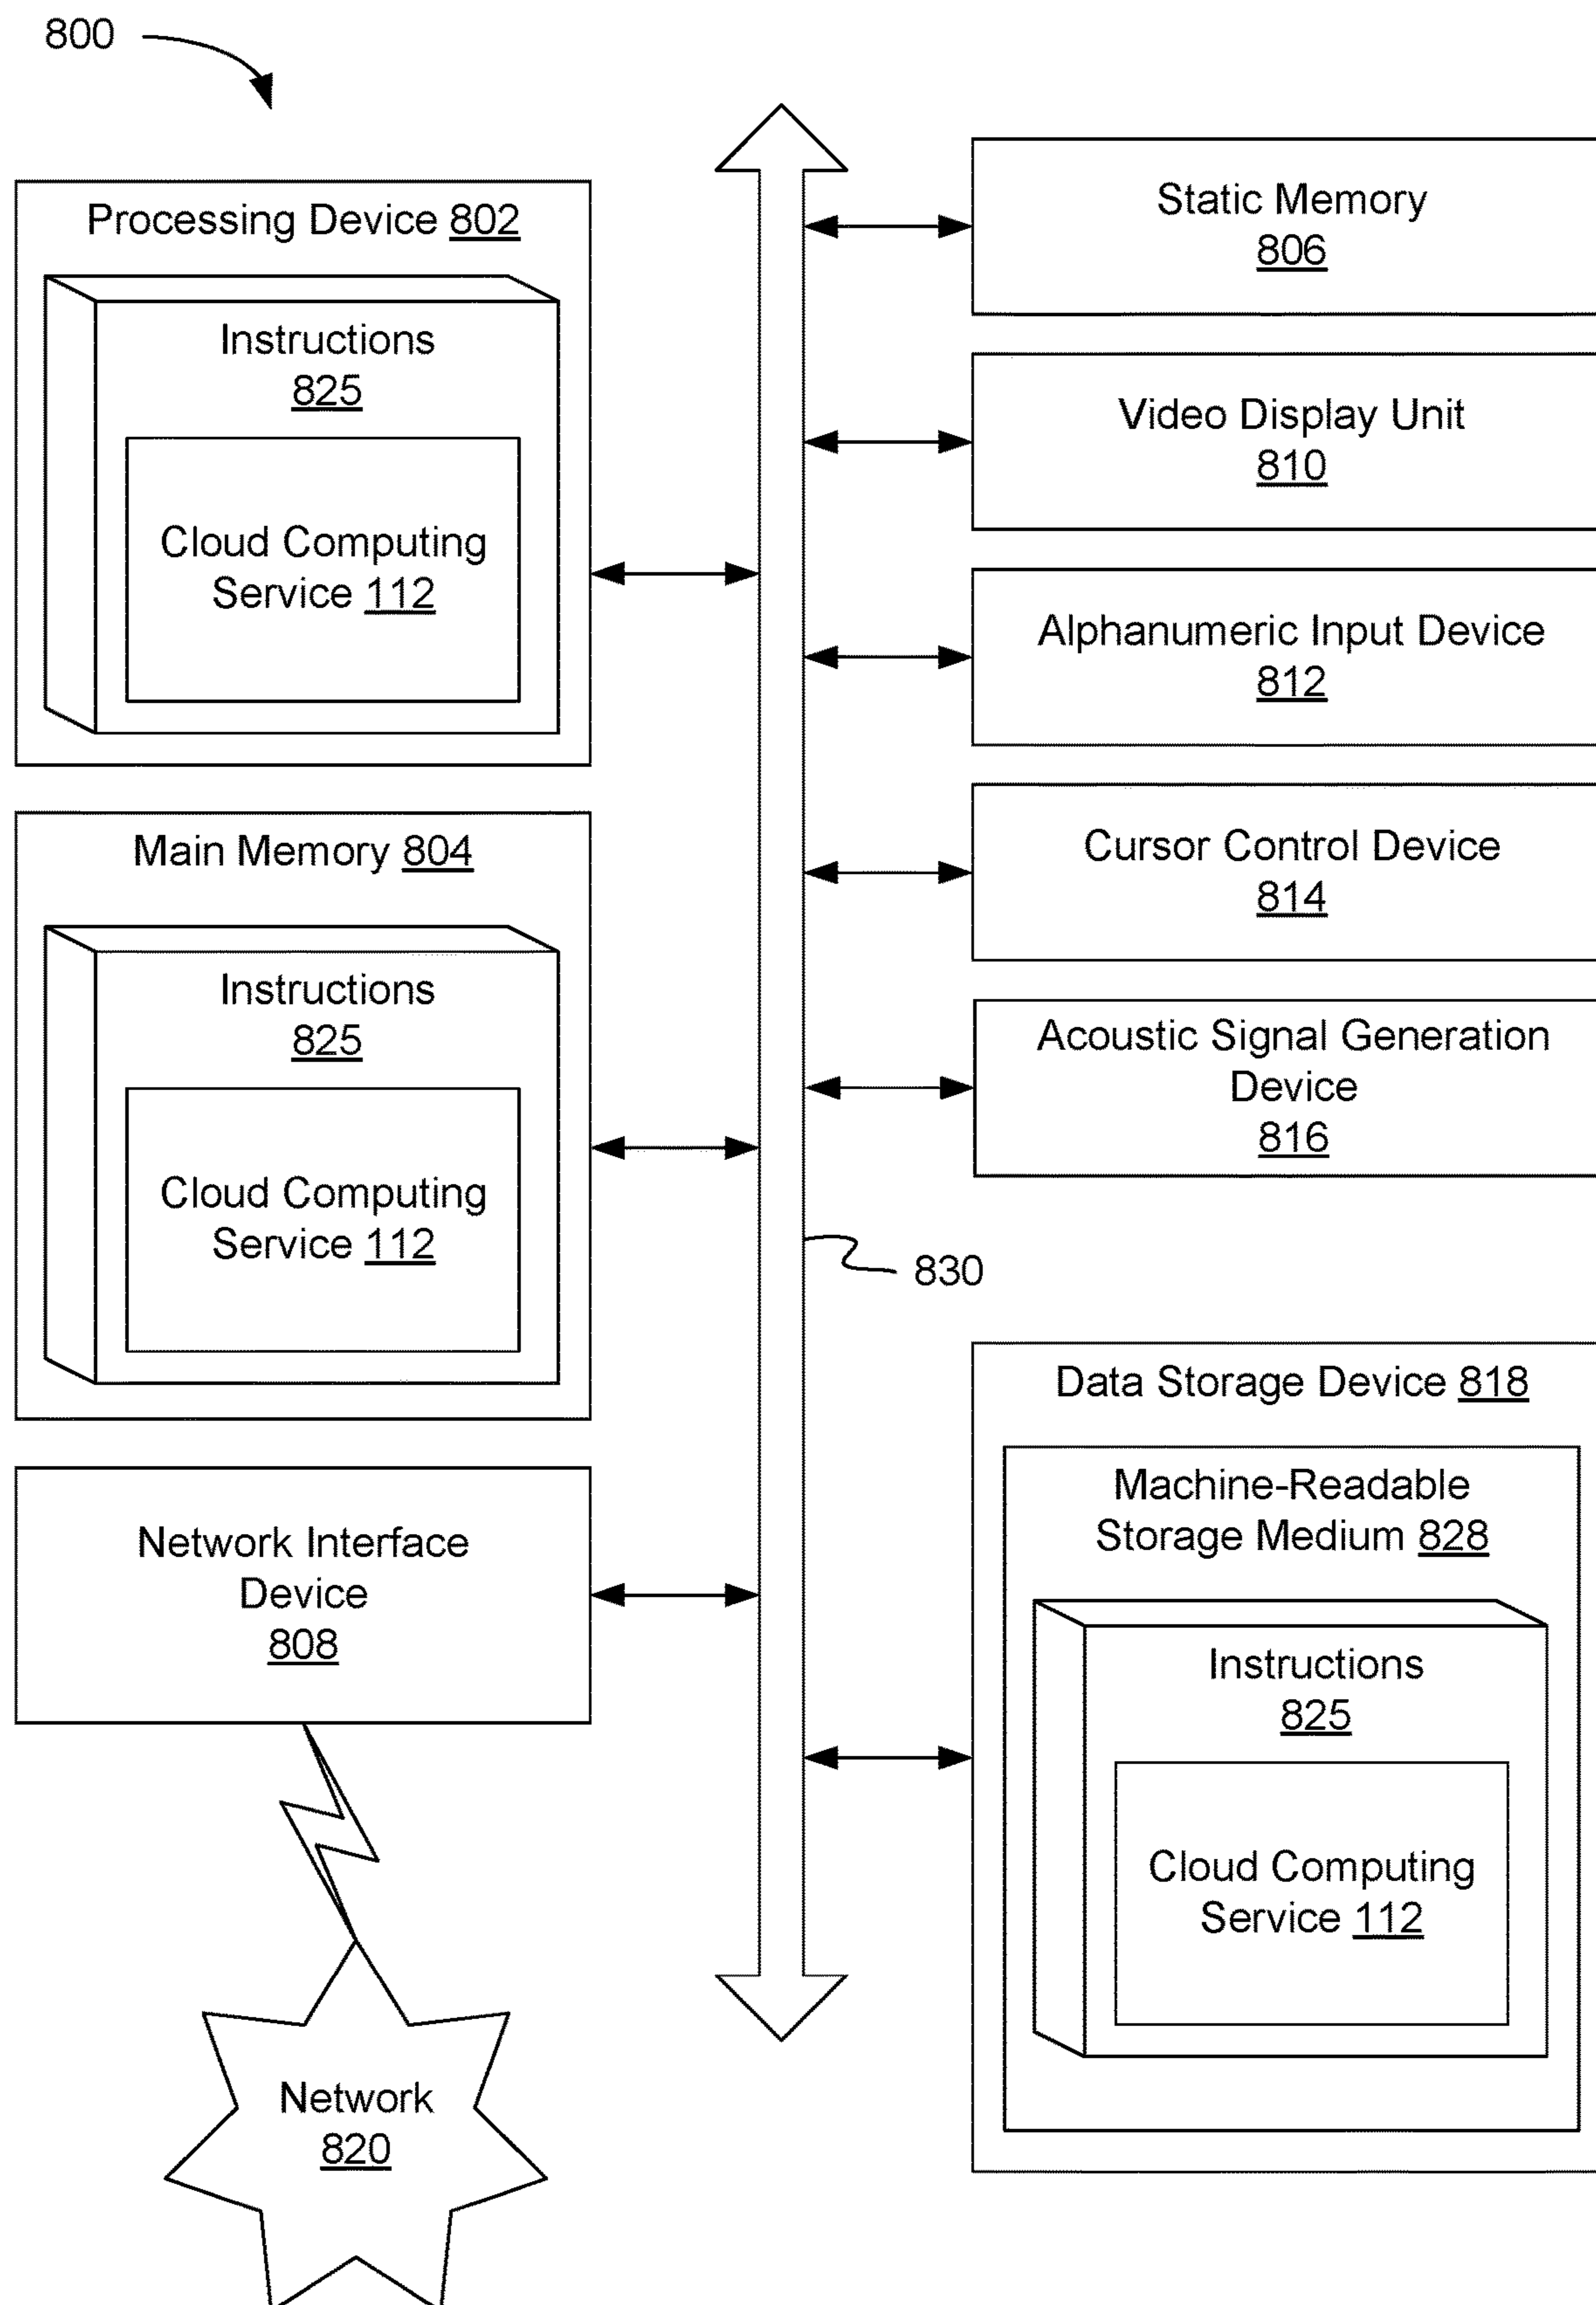 800
Processing Device 802
Instructions
825
Cloud Computing
Service 112
Main Memory 804
Instructions
825
Cloud Computing
Service 112
Network Interface
Device
808
Network
820
Static Memory
806
Video Display Unit
810
Alphanumeric Input Device
812
Cursor Control Device
814
Acoustic Signal Generation
Device
816
830
Data Storage Device 818
Machine-Readable
Storage Medium 828
Instructions
825
Cloud Computing
Service 112